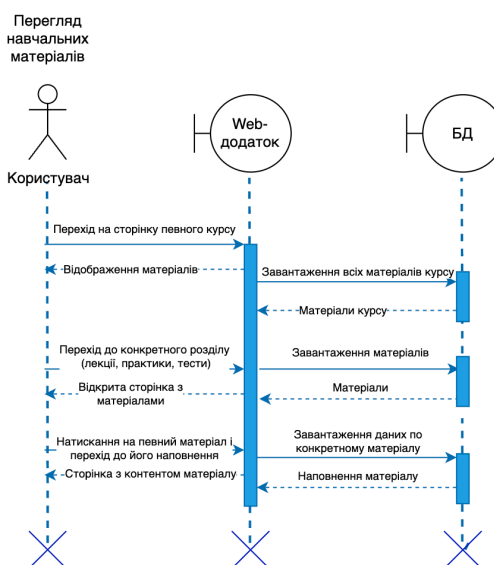 Перегляд
навчальних
матеріалів
Web-
додаток
БД
Користувач
Перехід на сторінку певного курсу
Відображення матеріалів
Завантаження всіх матеріалів курсу
Матеріали курсу
Перехід до конкретного розділу
(лекції, практики, тести)
Завантаження матеріалів
Відкрита сторінка з
матеріалами
Матеріали
Натискання на певний матеріал і
перехід до його наповнення
Завантаження даних по
конкретному матеріалу
Сторінка з контентом матеріалу
Наповнення матеріалу